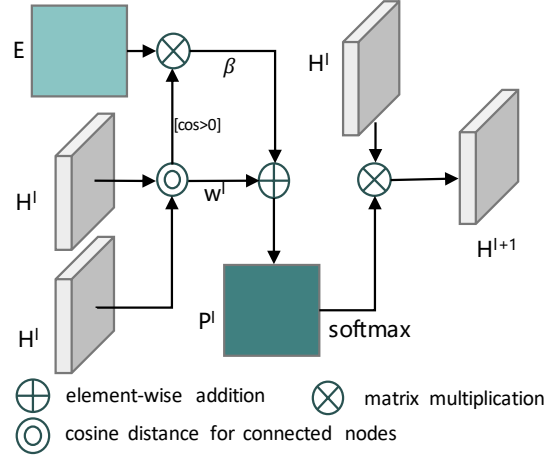 E
β
H^l
[cos>0]
H^l
w^l
H^{l+1}
H^l
P^l
softmax
element-wise addition
matrix multiplication
cosine distance for connected nodes